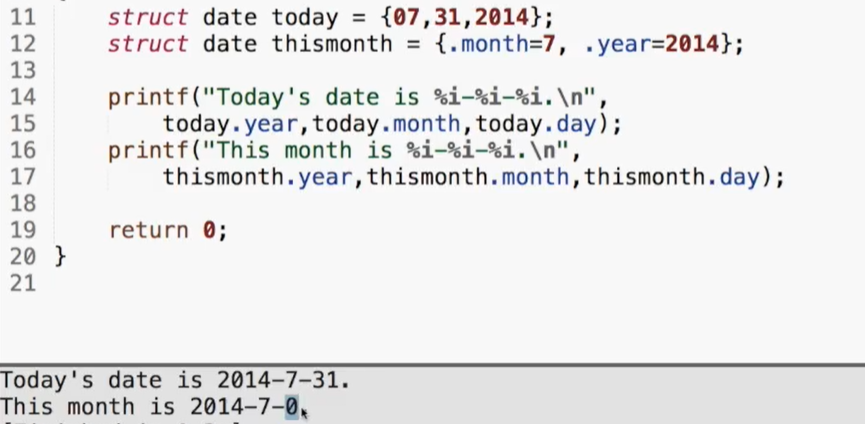 11 struct date today = {07,31,2014};
12 struct date thismonth = {.month=7, .year=2014};
13
14 printf("Today's date is %i-%i-%i.\n",
15 today.year,today.month,today.day);
16 printf("This month is %i-%i-%i.\n",
17 thismonth.year,thismonth.month,thismonth.day);
18
19 return 0;
20 }
21
Today's date is 2014-7-31.
This month is 2014-7-0.